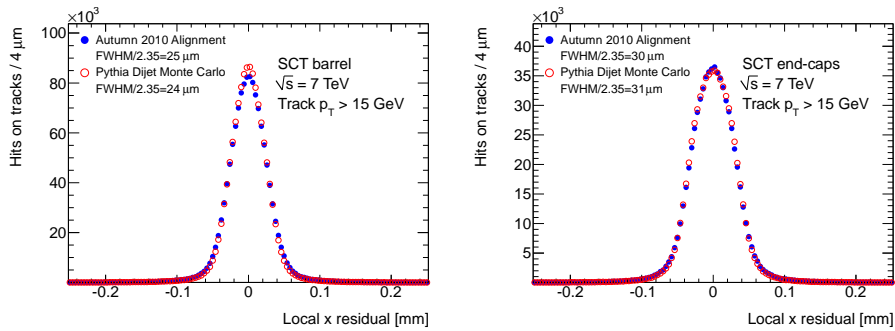 ×10³
100
80
60
40
20
Hits on tracks / 4 μm
Autumn 2010 Alignment
FWHM/2.35=25 μm
Pythia Dijet Monte Carlo
FWHM/2.35=24 μm
SCT barrel
√s = 7 TeV
Track p_T > 15 GeV
-0.2
-0.1
0
0.1
0.2
Local x residual [mm]
×10³
40
35
30
25
20
15
10
5
Hits on tracks / 4 μm
Autumn 2010 Alignment
FWHM/2.35=30 μm
Pythia Dijet Monte Carlo
FWHM/2.35=31 μm
SCT end-caps
√s = 7 TeV
Track p_T > 15 GeV
-0.2
-0.1
0
0.1
0.2
Local x residual [mm]